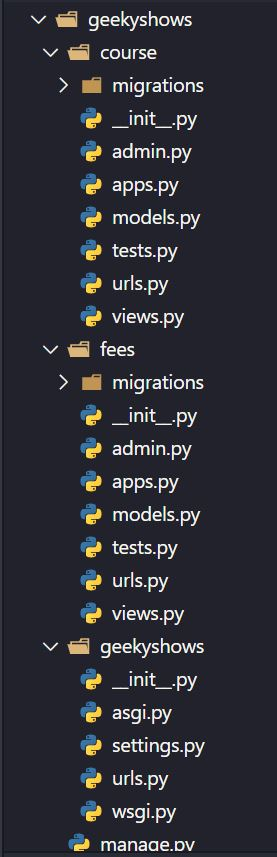 geekyshows
course
migrations
__init__.py
admin.py
apps.py
models.py
tests.py
urls.py
views.py
fees
migrations
__init__.py
admin.py
apps.py
models.py
tests.py
urls.py
views.py
geekyshows
__init__.py
asgi.py
settings.py
urls.py
wsgi.py
manage.py